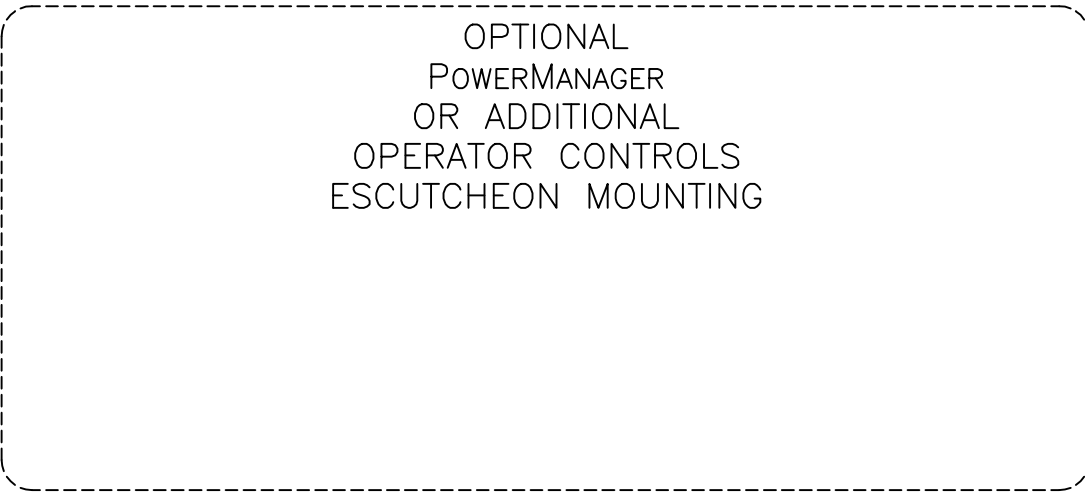 OPTIONAL
POWERMANAGER
OR ADDITIONAL
OPERATOR CONTROLS
ESCUTCHEON MOUNTING